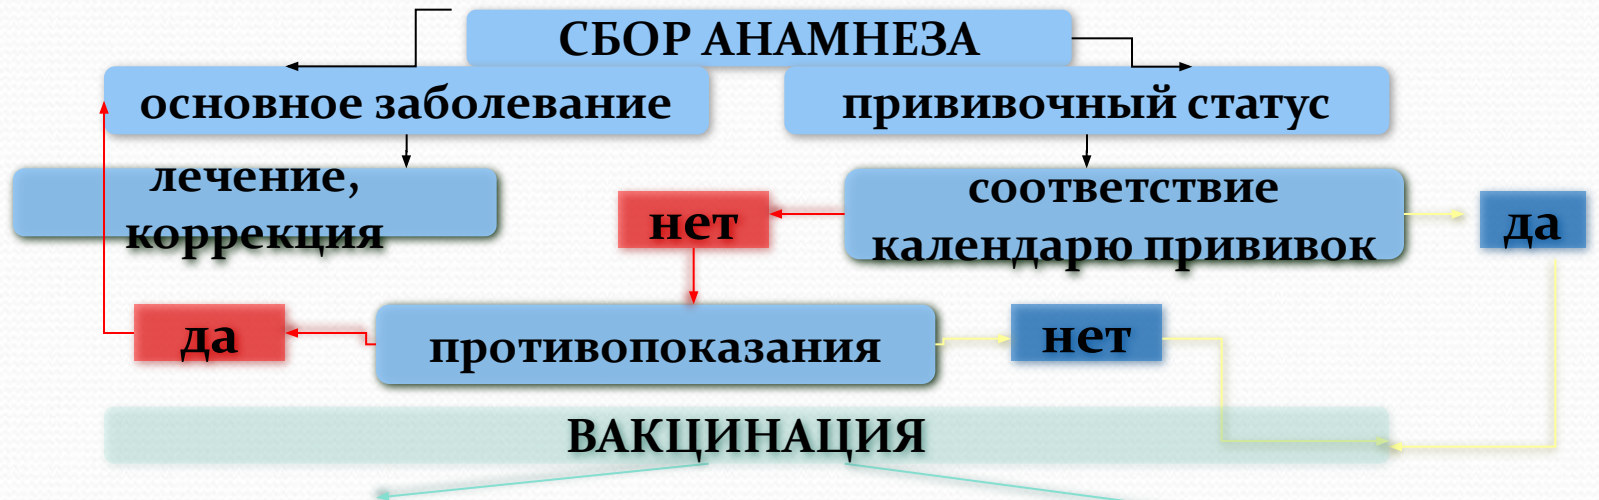 СБОР АНАМНЕЗА
основное заболевание
прививочный статус
лечение,
коррекция
нет
соответствие
календарю прививок
да
да
противопоказания
нет
ВАКЦИНАЦИЯ